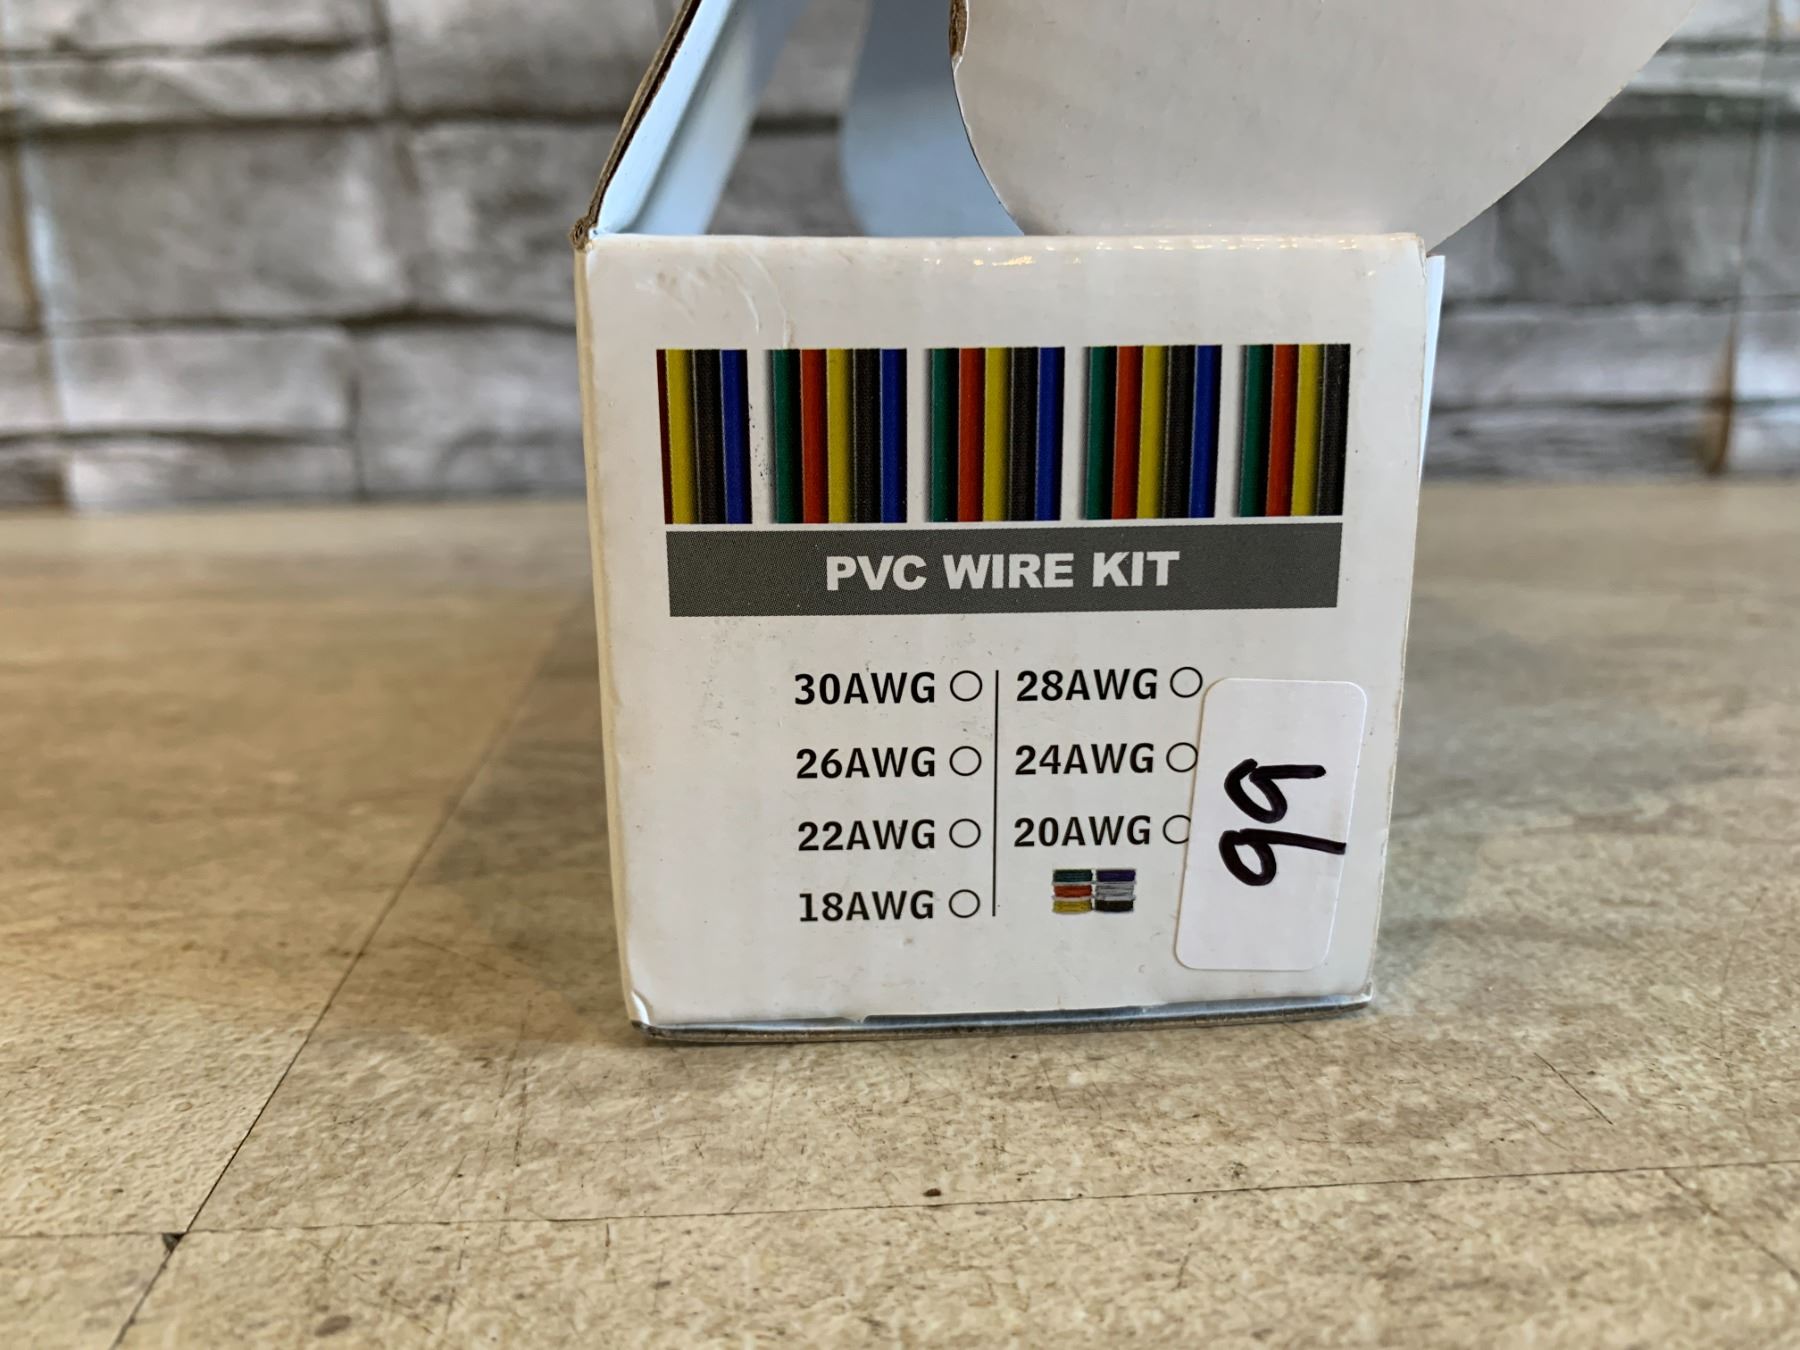 PVC WIRE KIT
30AWG 28AWG
26AWG 24AWG
22AWG 20AWG
18AWG
99